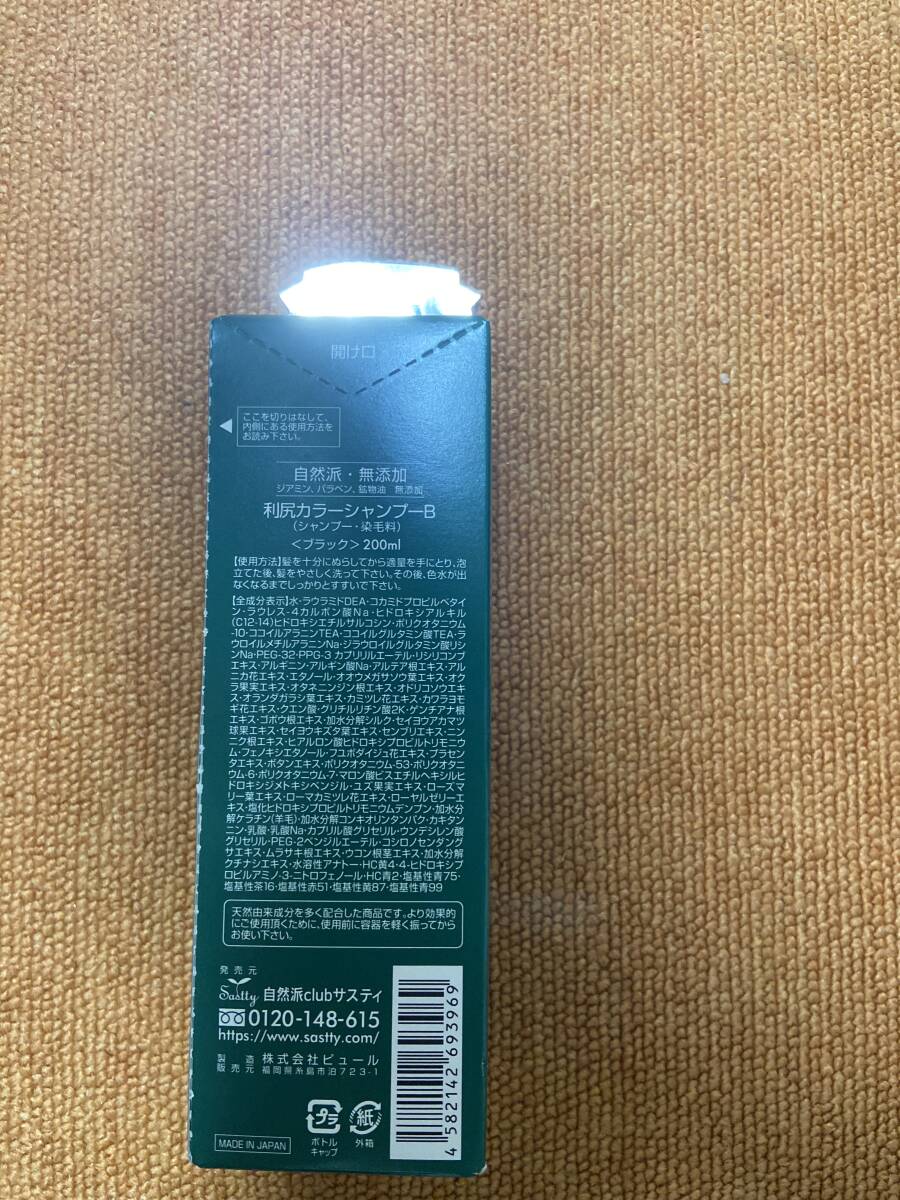 開け口
ここを切りはなして、
内側にある使用方法を
お読み下さい。
自然派・無添加
ジアミン、パラベン、鉱物油 無添加
利尻カラーシャンプーB
(シャンプー・染毛料)
<ブラック>200ml
【使用方法】髪を十分にぬらしてから適量を手にとり、泡
立てた後、髪をやさしく洗って下さい。その後、色水が出
なくなるまでしっかりとすすいで下さい。
【全成分表示】水・ラウラミドDEA・コカミドプロピルベタイ
ン・ラウレス-4カルボン酸Na・ヒドロキシアルキル
(C12-14)ヒドロキシエチルサルコシン・ポリクオタニウム
-10・ココイルアラニンTEA・ココイルグルタミン酸TEA・ラ
ウロイルメチルアラニンNa・ジラウロイルグルタミン酸リシ
ンNa・PEG-32・PPG-3 カプリリルエーテル・リシリコンブ
エキス・アルギニン・アルギン酸Na・アルテア根エキス・アル
ニカ花エキス・エタノール・オオウメガサソウ葉エキス・オク
ラ果実エキス・オタネニンジン根エキス・オドリコソウエキ
ス・オランダガラシ葉エキス・カミツレ花エキス・カワラヨモ
ギ花エキス・クエン酸・グリチルリチン酸2K・ゲンチアナ根
エキス・ゴボウ根エキス・加水分解シルク・セイヨウアカマツ
球果エキス・セイヨウキズタ葉エキス・センブリエキス・ニン
ニク根エキス・ヒアルロン酸ヒドロキシプロピルトリモニウ
ム・フェノキシエタノール・フユボダイジュ花エキス・プラセン
タエキス・ボタンエキス・ポリクオタニウム-53・ポリクオタニ
ウム-6・ポリクオタニウム-7・マロン酸ビスエチルヘキシルヒ
ドロキシジメトキシベンジル・ユズ果実エキス・ローズマ
リー葉エキス・ローマカミツレ花エキス・ローヤルゼリーエ
キス・塩化ヒドロキシプロピルトリモニウムデンプン・加水分
解ケラチン(羊毛)・加水分解コンキオリンタンパク・カキタン
ニン・乳酸・乳酸Na・カプリル酸グリセリル・ウンデシレン酸
グリセリル・PEG-2ベンジルエーテル・コシロノセンダング
サエキス・ムラサキ根エキス・ウコン根茎エキス・加水分解
クチナシエキス・水溶性アナトー・HC黄4・4-ヒドロキシプ
ロピルアミノ-3-ニトロフェノール・HC青2・塩基性青75・
塩基性茶16・塩基性赤51・塩基性黄87・塩基性青99
天然由来成分を多く配合した商品です。より効果的
にご使用頂くために、使用前に容器を軽く振ってから
お使い下さい。
発売元
Sastty 自然派clubサスティ
0120-148-615
https://www.sastty.com/
製造
販売元 株式会社ピュール
福岡県糸島市泊723-1
プラ
ボトル
キャップ
紙
外箱
MADE IN JAPAN
4 582142 693969